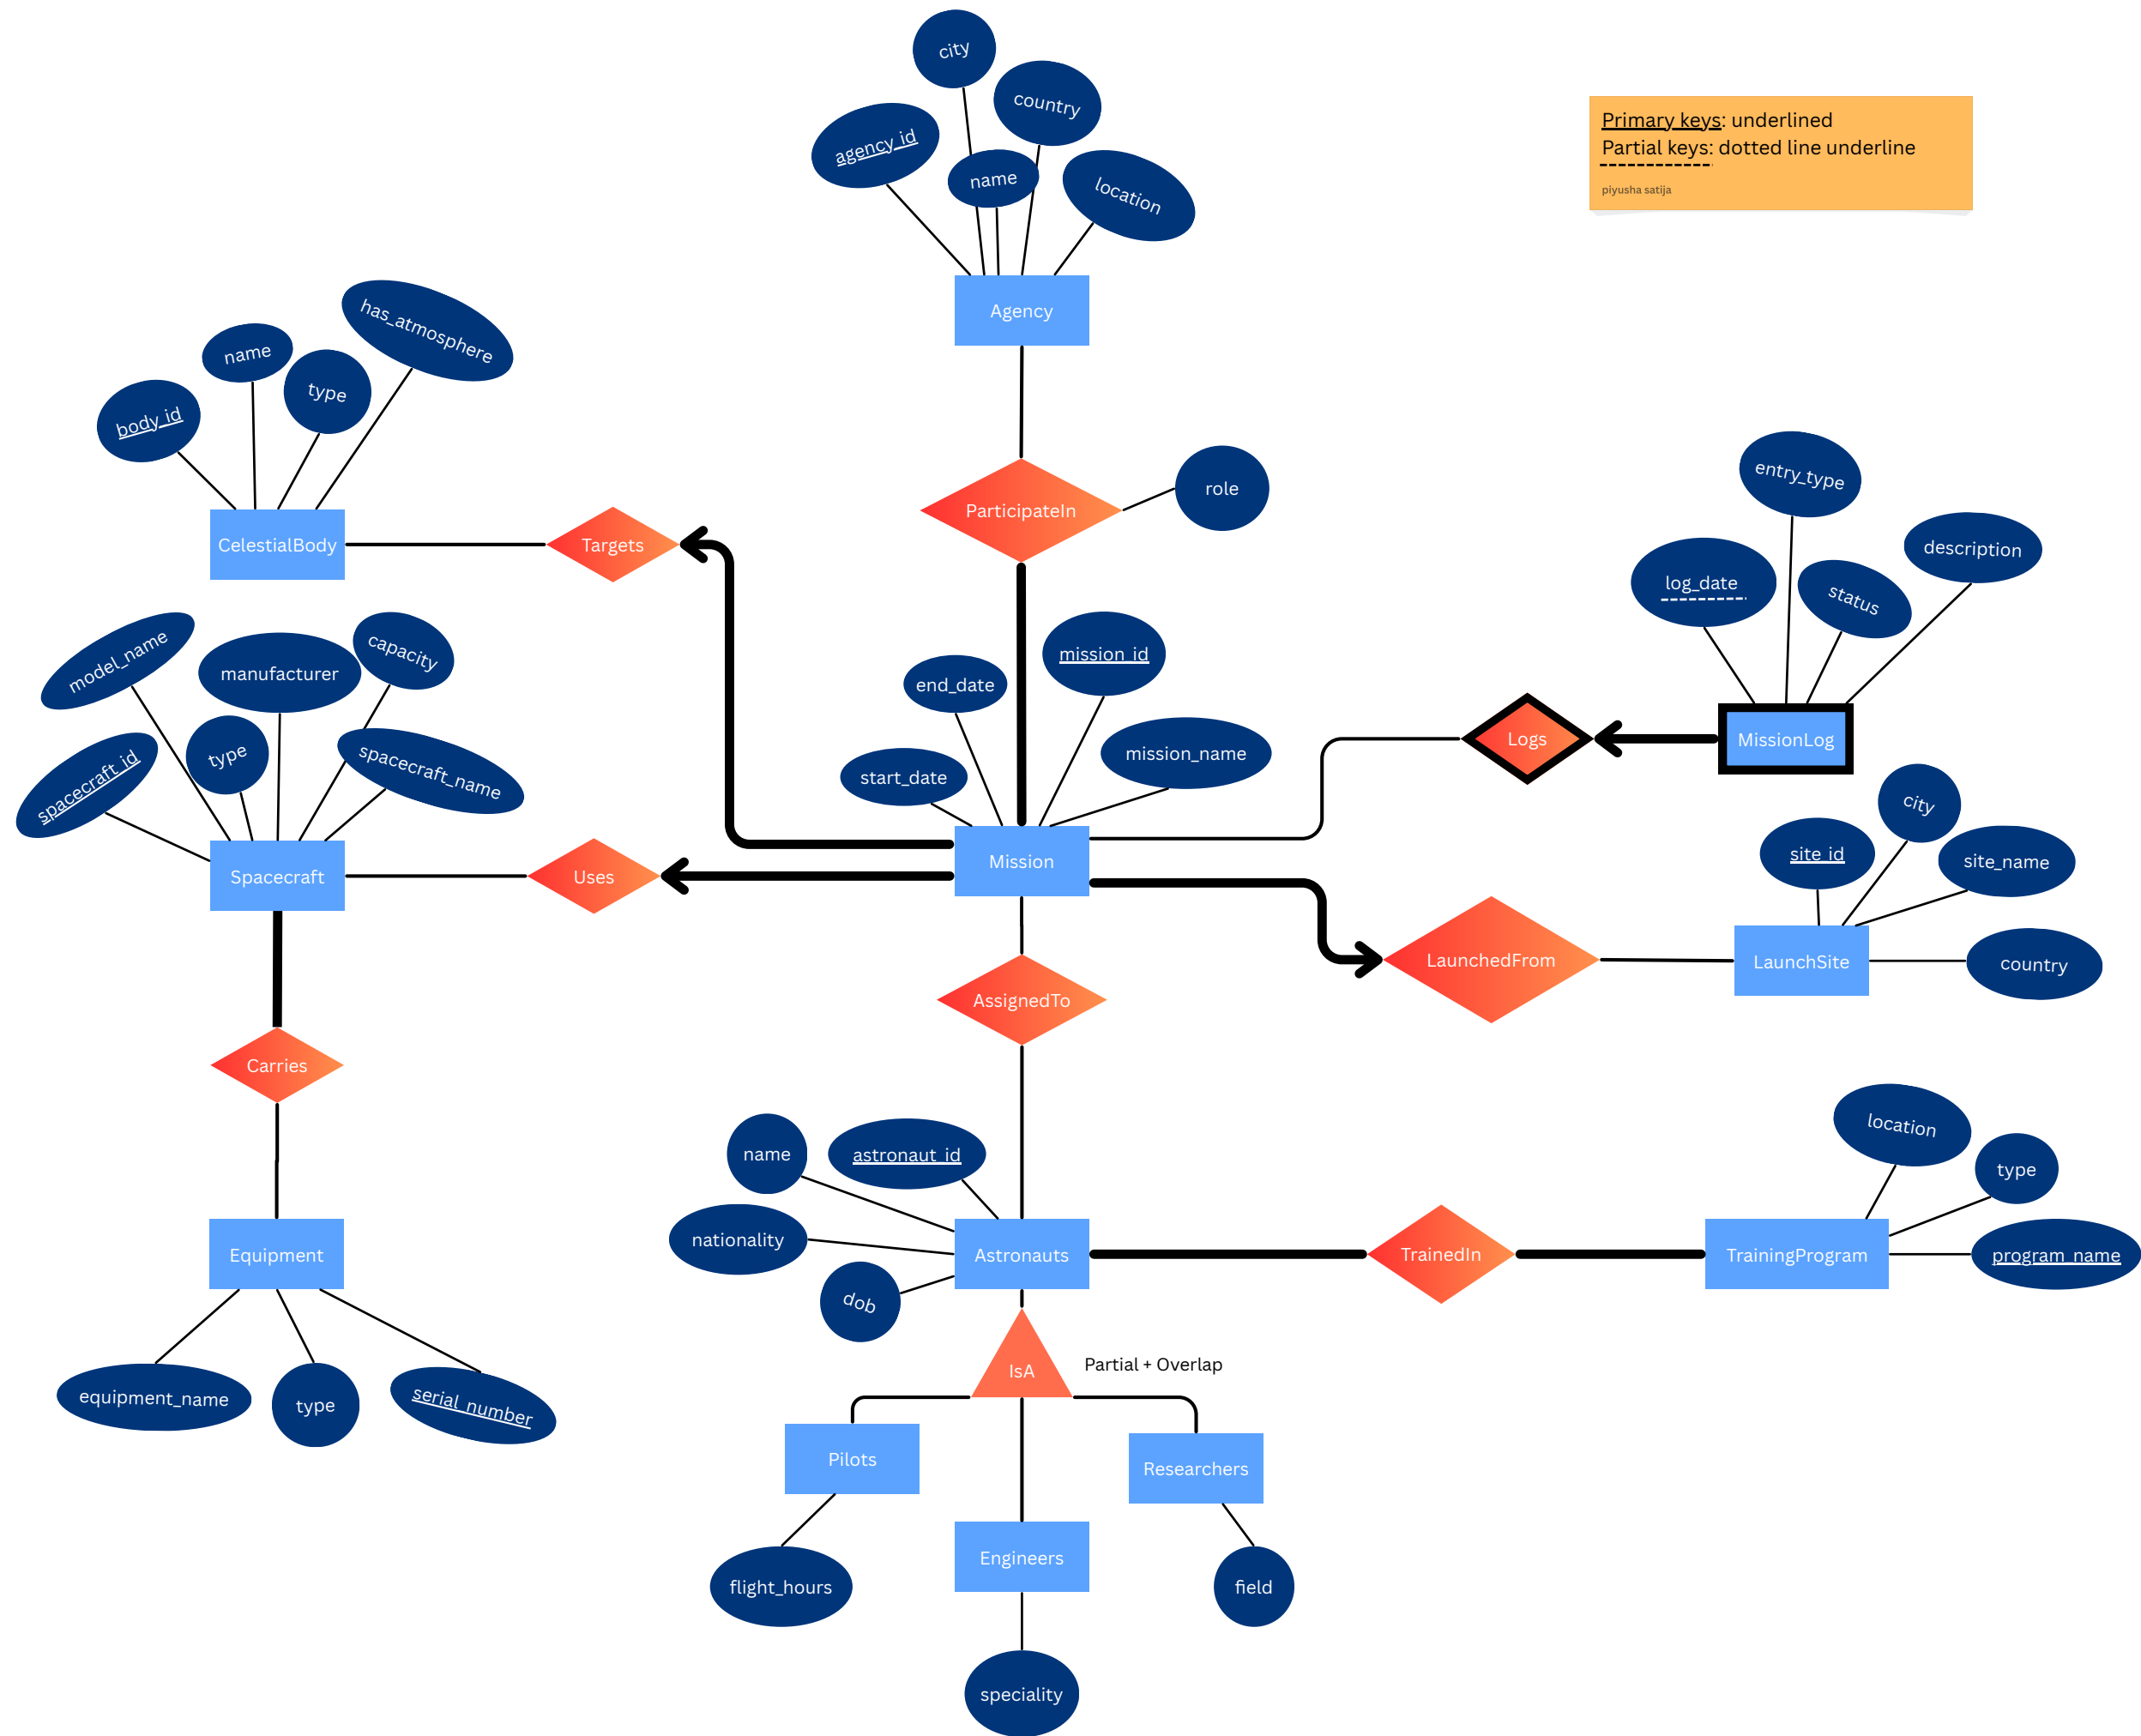 city
country
agency_id
name
location
Agency
Primary keys: underlined
Partial keys: dotted line underline
piyusha satija
has_atmosphere
name
type
body_id
CelestialBody
Targets
ParticipateIn
role
entry_type
description
log_date
status
MissionLog
Logs
model_name
manufacturer
capacity
type
spacecraft_name
spacecraft_id
Spacecraft
Uses
mission_id
end_date
mission_name
start_date
Mission
city
site_id
site_name
LaunchedFrom
LaunchSite
country
AssignedTo
Carries
name
astronaut_id
nationality
Astronauts
dob
TrainedIn
location
type
TrainingProgram
program_name
Equipment
equipment_name
type
serial_number
IsA
Partial + Overlap
Pilots
Researchers
Engineers
flight_hours
field
speciality